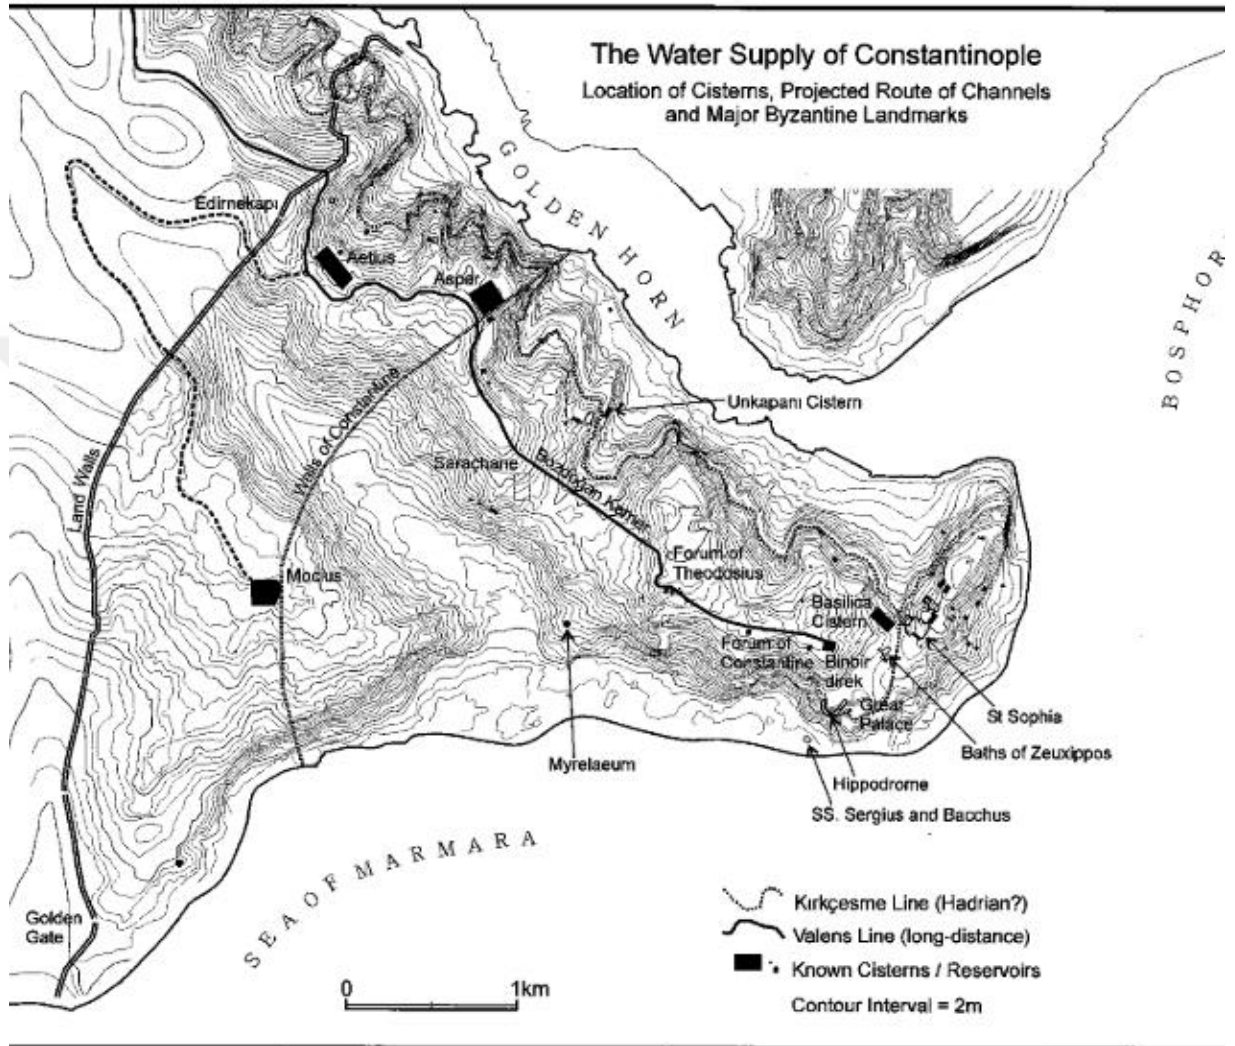 The Water Supply of Constantinople
Location of Cisterns, Projected Route of Channels
and Major Byzantine Landmarks
GOLDEN HORN
BOSPHOR
Edirnekapı
Aetius
Asper
Unkapanı Cistern
Walls of Constantine
Land Walls
Sarachane
Bozdoğan Kemer
Forum of
Theodosius
Mocius
Basilica
Cistern
Forum of
Constantine
Binbir
direk
Great
Palace
St Sophia
Baths of Zeuxippos
Myrelaeum
Hippodrome
SS. Sergius and Bacchus
SEA OF MARMARA
Golden
Gate
Kırkçesme Line (Hadrian?)
Valens Line (long-distance)
Known Cisterns / Reservoirs
Contour Interval = 2m
0 1km